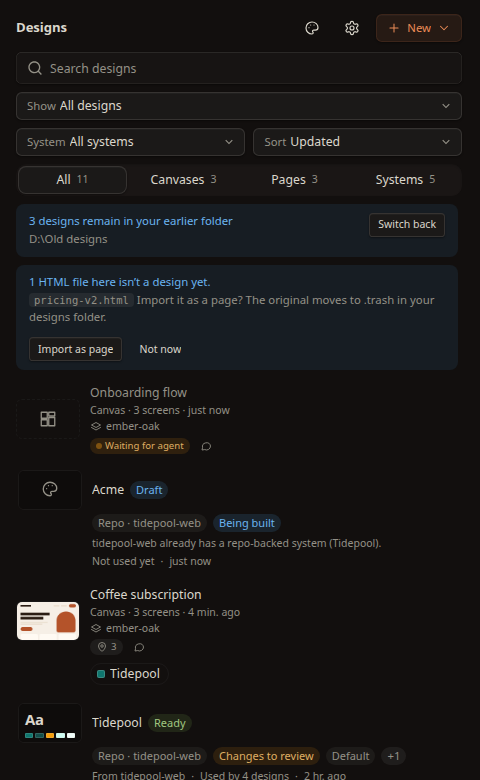 Designs
New
Search designs
Show All designs
System All systems
Sort Updated
All 11
Canvases 3
Pages 3
Systems 5
3 designs remain in your earlier folder
Switch back
D:\Old designs
1 HTML file here isn't a design yet.
pricing-v2.html Import it as a page? The original moves to .trash in your
designs folder.
Import as page
Not now
Onboarding flow
Canvas · 3 screens · just now
ember-oak
Waiting for agent
Acme Draft
Repo · tidepool-web Being built
tidepool-web already has a repo-backed system (Tidepool).
Not used yet · just now
Coffee subscription
Canvas · 3 screens · 4 min. ago
ember-oak
3
Tidepool
Aa
Tidepool Ready
Repo · tidepool-web Changes to review Default +1
From tidepool-web · Used by 4 designs · 2 hr. ago